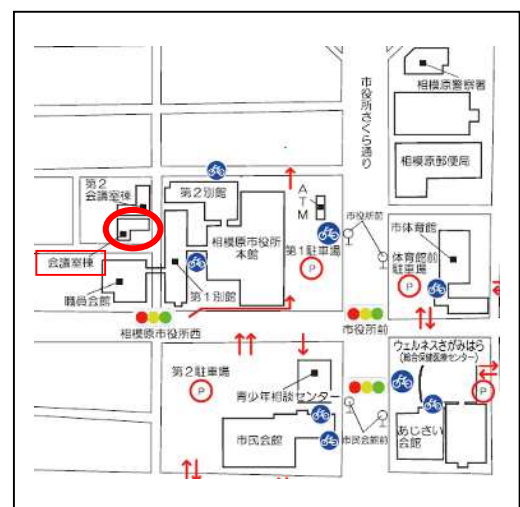 相模原警察署
市役所さくら通り
相模原郵便局
第2
会議室棟
第2別館
ATM
市役所前
市体育館
相模原市役所
本館
第1駐車場
体育館前
駐車場
P
P
会議室棟
第1別館
職員会館
相模原市役所西
市役所前
ウェルネスさがみはら
(総合保健医療センター)
第2駐車場
P
青少年相談センター
P
市民会館
市民会館前
あじさい
会館